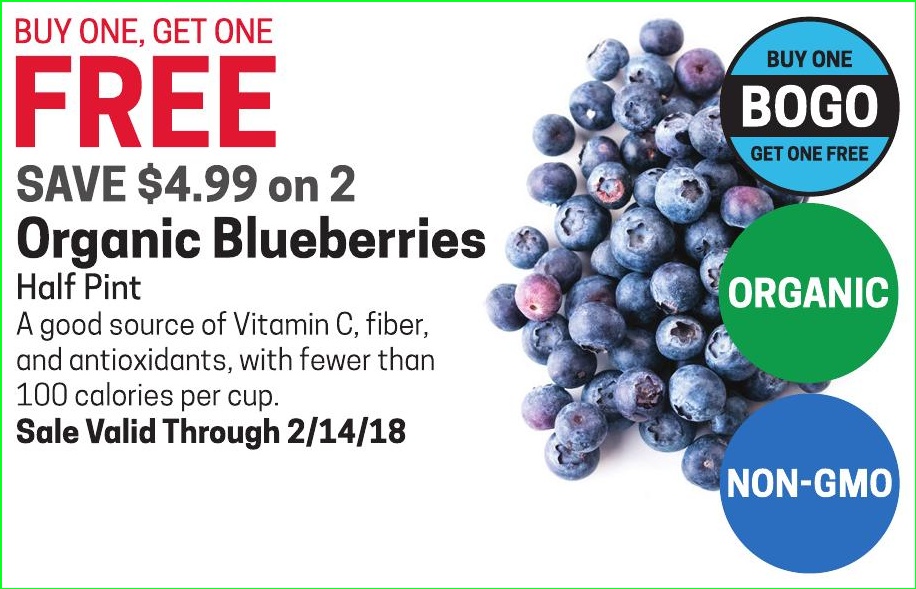 BUY ONE, GET ONE
FREE
SAVE $4.99 on 2
Organic Blueberries
Half Pint
A good source of Vitamin C, fiber,
and antioxidants, with fewer than
100 calories per cup.
Sale Valid Through 2/14/18
BUY ONE
BOGO
GET ONE FREE
ORGANIC
NON-GMO